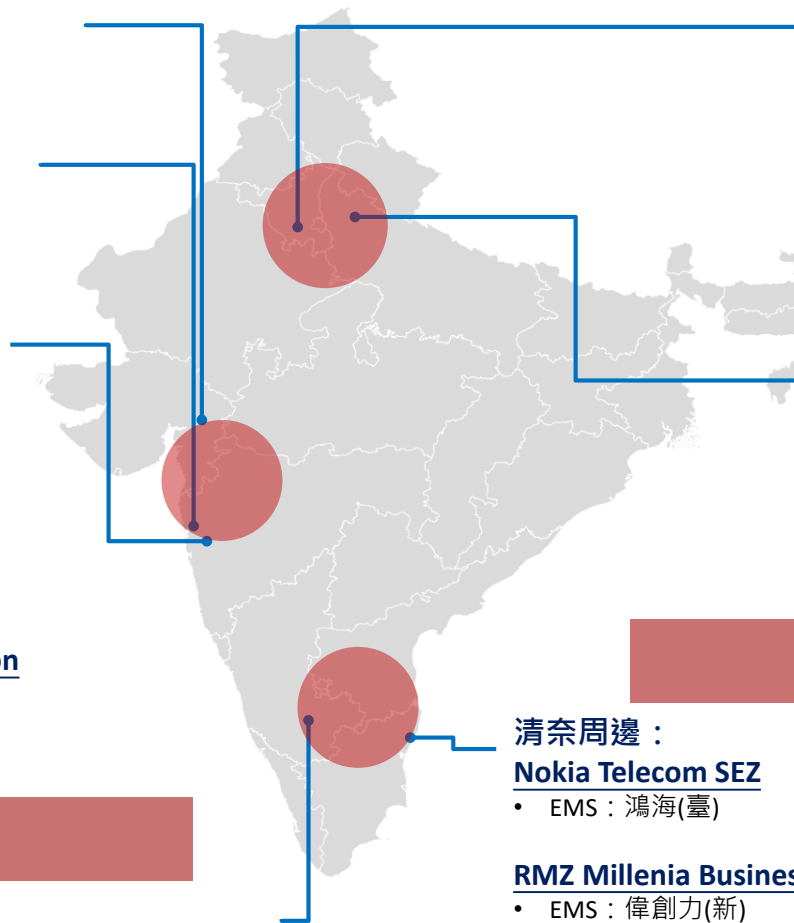 on
清奈周邊：
Nokia Telecom SEZ
• EMS：鴻海(臺)
RMZ Millenia Busines
• EMS：偉創力(新)